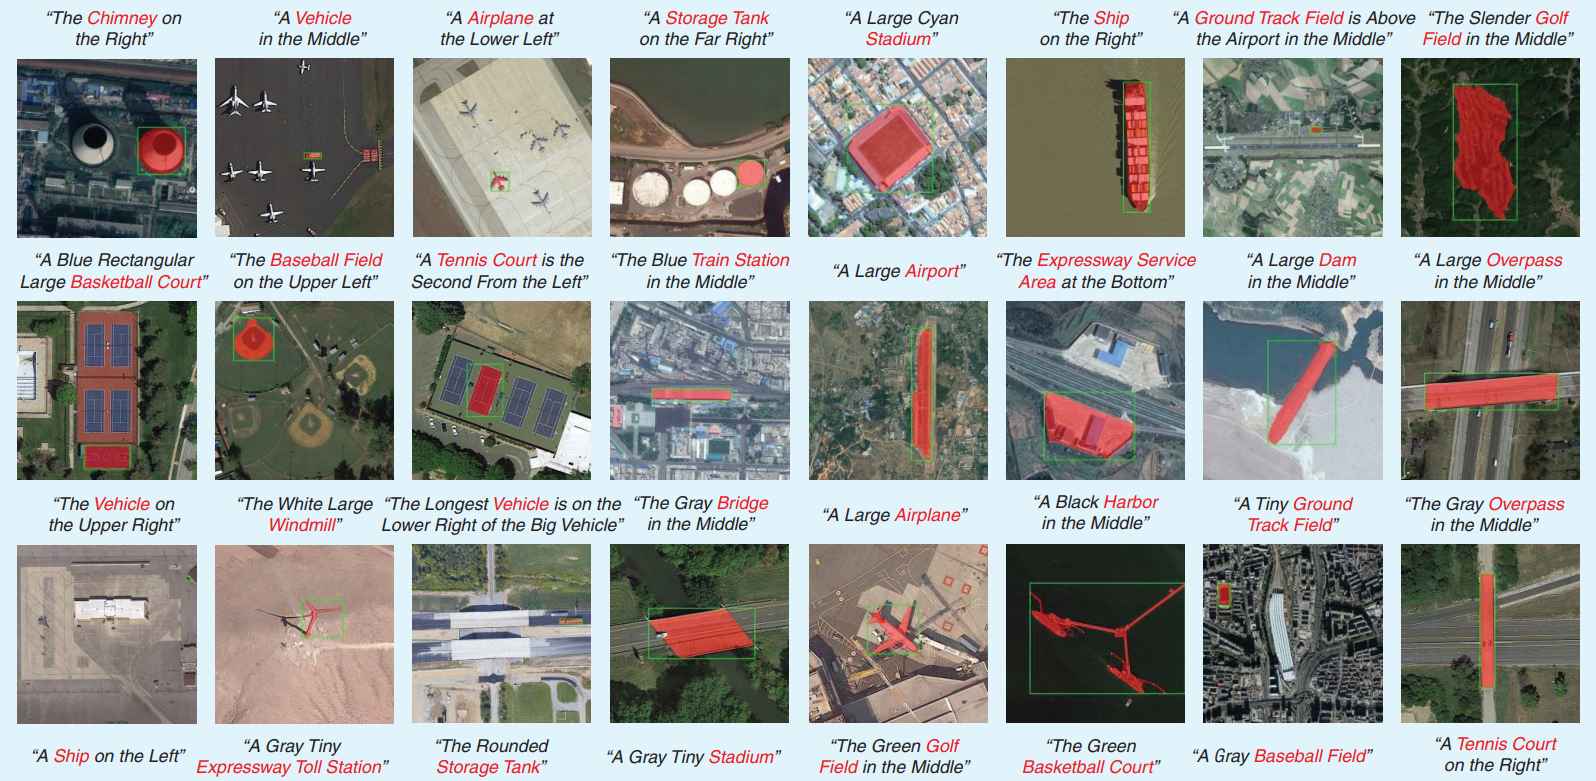 “The Chimney on
the Right”
“A Vehicle
in the Middle”
“A Airplane at
the Lower Left”
“A Storage Tank
on the Far Right”
“A Large Cyan
Stadium”
“The Ship
on the Right”
“A Ground Track Field is Above
the Airport in the Middle”
“The Slender Golf
Field in the Middle”
“A Blue Rectangular
Large Basketball Court”
“The Baseball Field
on the Upper Left”
“A Tennis Court is the
Second From the Left”
“The Blue Train Station
in the Middle”
“A Large Airport”
“The Expressway Service
Area at the Bottom”
“A Large Dam
in the Middle”
“A Large Overpass
in the Middle”
“The Vehicle on
the Upper Right”
“The White Large
Windmill”
“The Longest Vehicle is on the
Lower Right of the Big Vehicle”
“The Gray Bridge
in the Middle”
“A Large Airplane”
“A Black Harbor
in the Middle”
“A Tiny Ground
Track Field”
“The Gray Overpass
in the Middle”
“A Ship on the Left”
“A Gray Tiny
Expressway Toll Station”
“The Rounded
Storage Tank”
“A Gray Tiny Stadium”
“The Green Golf
Field in the Middle”
“The Green
Basketball Court”
“A Gray Baseball Field”
“A Tennis Court
on the Right”